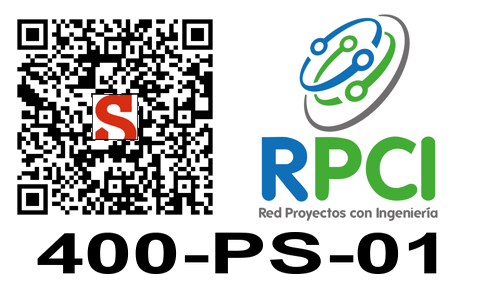 S
RPCI
Red Proyectos con Ingeniería
400-PS-01